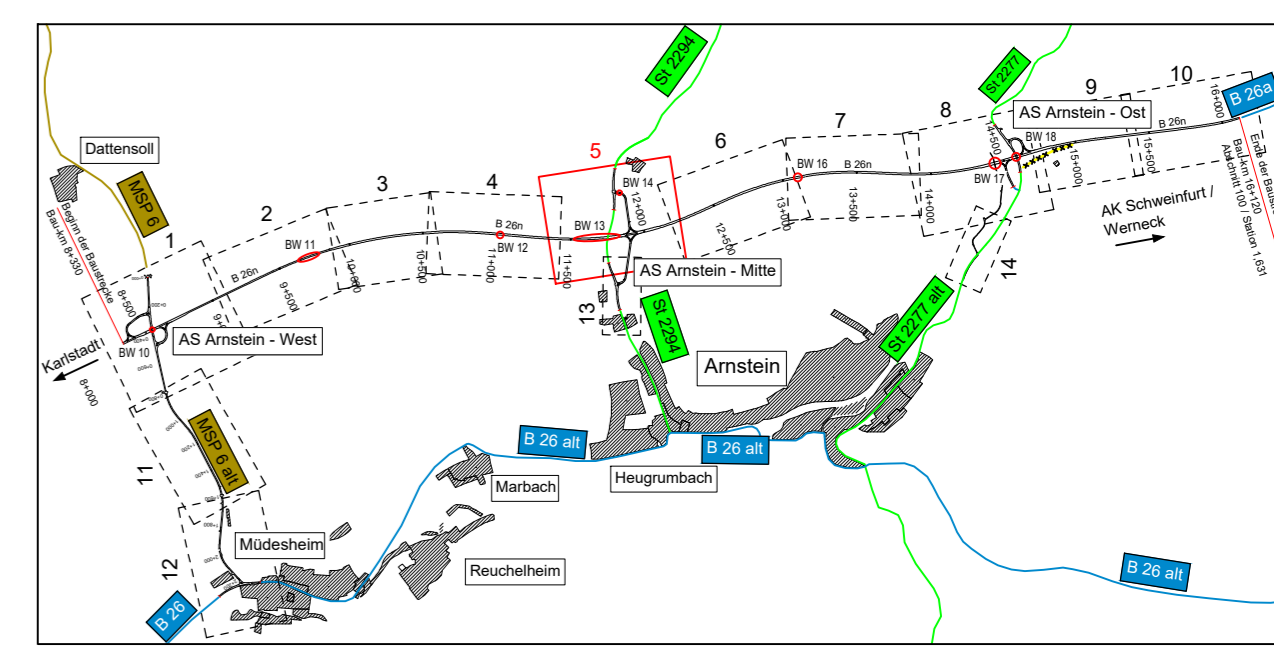 St 2294
St 2277
Dattensoll
MSP 6
Beginn der Baustrecke
Bau-km 8+330
1
2
3
4
5
6
7
8
9
10
B 26a
AS Arnstein - Ost
16+000
B 26n
15+500
15+000
BW 18
14+500
BW 17
Ende der Baustr
Bau-km 16+120
Abschnitt 100 / Station 1.631
AK Schweinfurt /
Werneck
BW 14
12+000
BW 13
BW 16
B 26n
13+000
13+500
14+000
12+500
BW 11
B 26n
BW 12
11+000
11+500
10+500
9+500
B 26n
8+500
BW 10
AS Arnstein - West
AS Arnstein - Mitte
Karlstadt
8+000
13
14
St 2294
St 2277 alt
Arnstein
MSP 6 alt
11
B 26 alt
B 26 alt
Heugrumbach
Marbach
Müdesheim
Reuchelheim
12
B 26
B 26 alt